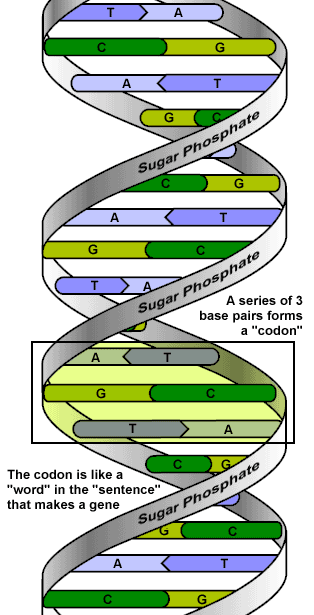 T A
C G
A T
G C
Sugar Phosphate
C G
A T
G C
T A
Sugar Phosphate
A series of 3
base pairs forms
a "codon"
A T
G C
T A
C G
The codon is like a
"word" in the "sentence"
that makes a gene
Sugar Phosphate
G C
A T
C G